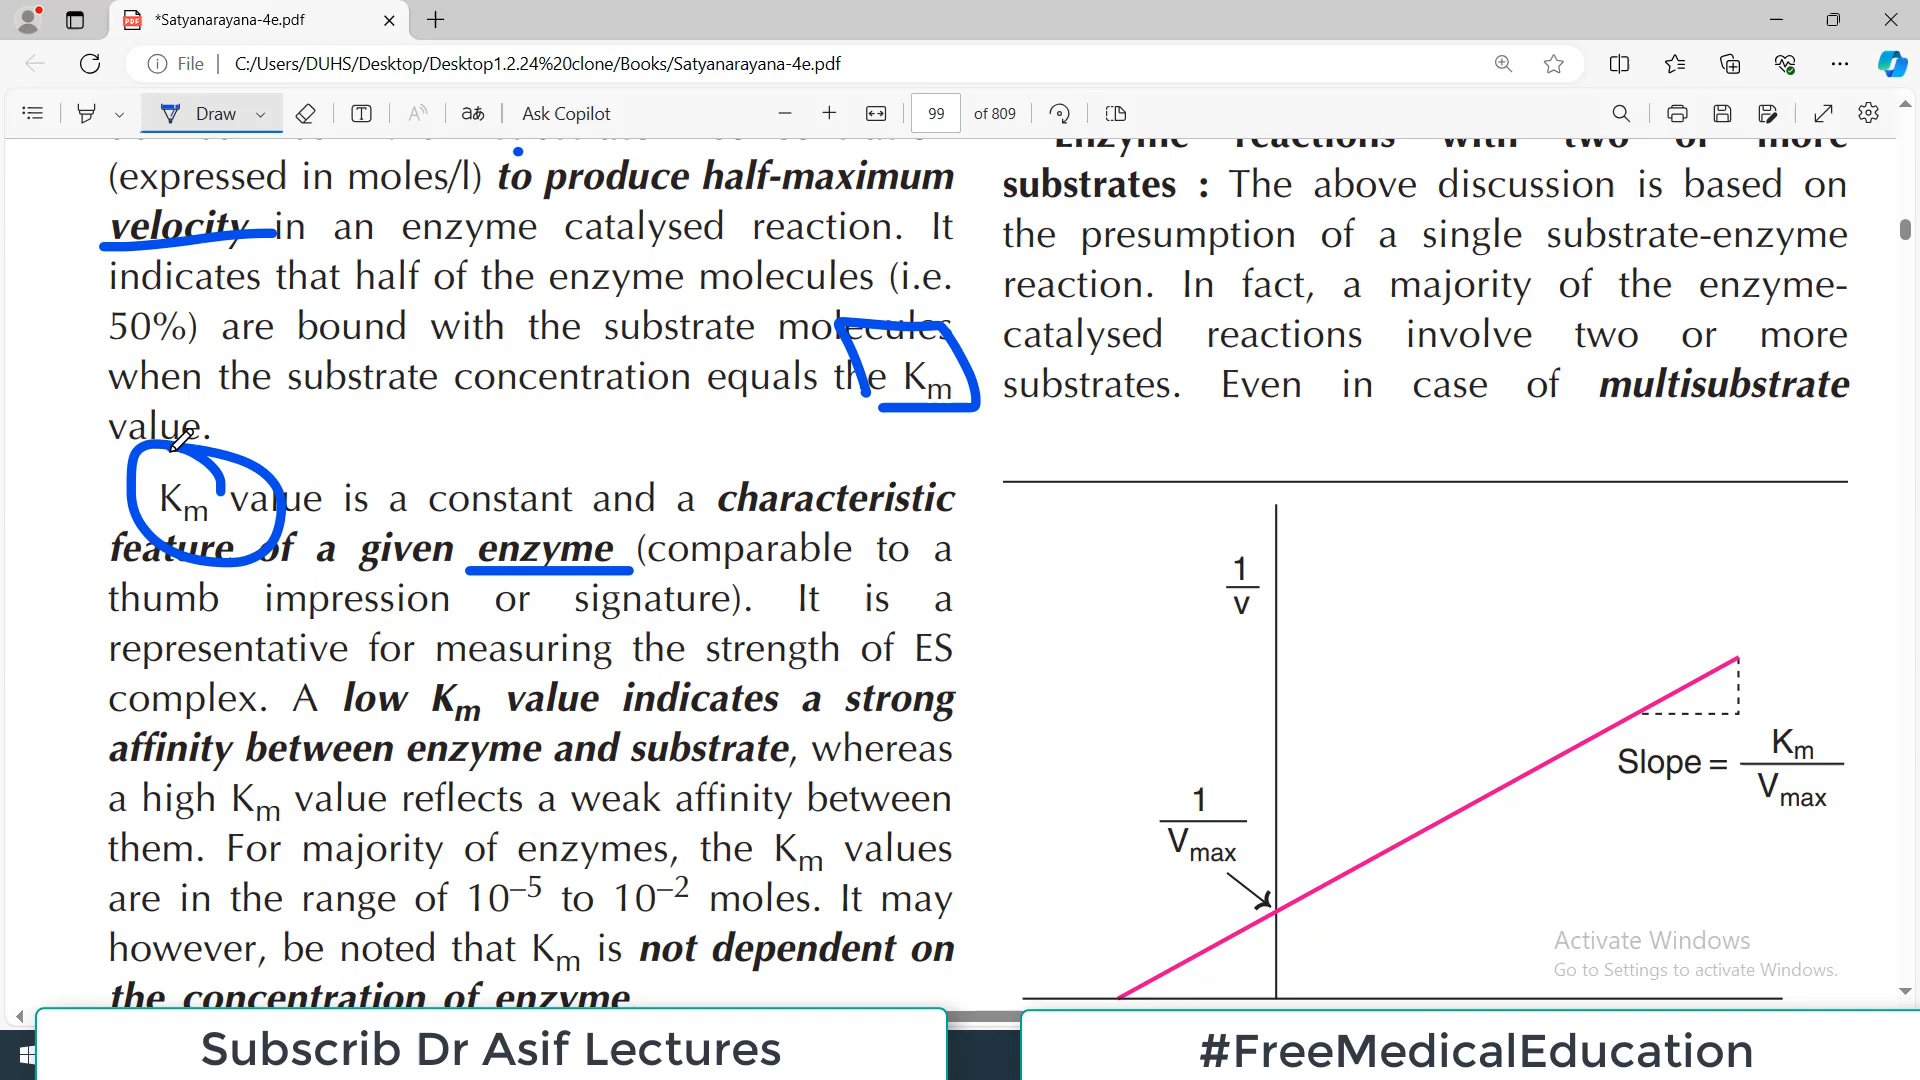 *Satyanarayana-4e.pdf
File
C:/Users/DUHS/Desktop/Desktop1.2.24%20clone/Books/Satyanarayana-4e.pdf
Draw
Ask Copilot
99 of 809
(expressed in moles/l) to produce half-maximum
velocity in an enzyme catalysed reaction. It
indicates that half of the enzyme molecules (i.e.
50%) are bound with the substrate molecules
when the substrate concentration equals the Km
value.
Km value is a constant and a characteristic
feature of a given enzyme (comparable to a
thumb impression or signature). It is a
representative for measuring the strength of ES
complex. A low Km value indicates a strong
affinity between enzyme and substrate, whereas
a high Km value reflects a weak affinity between
them. For majority of enzymes, the Km values
are in the range of 10–5 to 10–2 moles. It may
however, be noted that Km is not dependent on
the concentration of enzyme
Enzyme reactions with two or more
substrates : The above discussion is based on
the presumption of a single substrate-enzyme
reaction. In fact, a majority of the enzyme-
catalysed reactions involve two or more
substrates. Even in case of multisubstrate
1
v
1
Vmax
Slope = Km
Vmax
Activate Windows
Go to Settings to activate Windows.
Subscrib Dr Asif Lectures
#FreeMedicalEducation